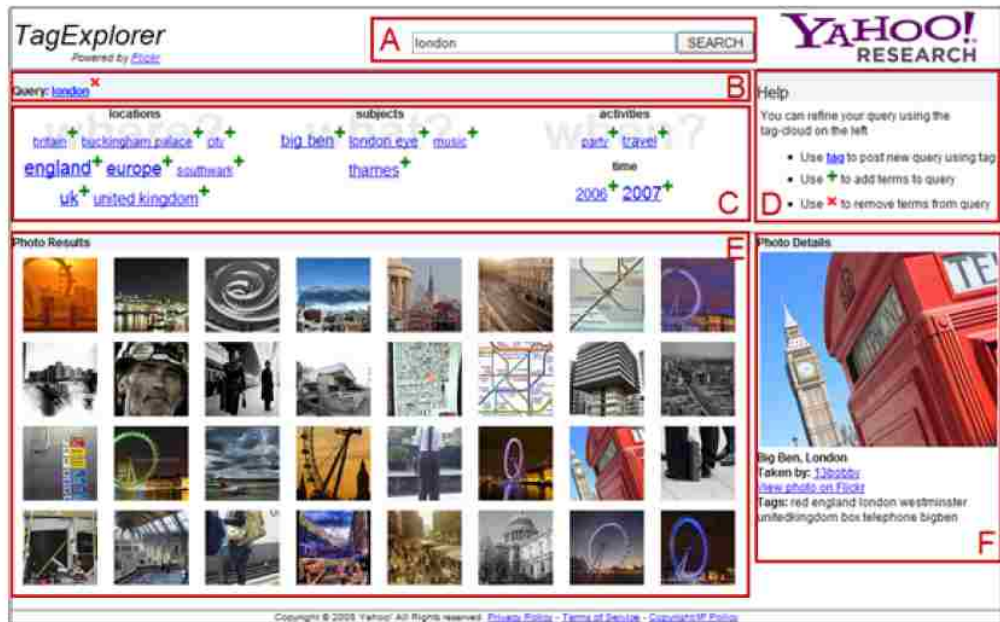 TagExplorer
Powered by Flickr
A
london
SEARCH
YAHOO!
RESEARCH
Query: london
B
locations
where?
britain buckingham palace city
england europe southwark
uk united kingdom
subjects
what?
big ben london eye music
thames
activities
when?
party travel
time
2006 2007
C
Help
You can refine your query using the
tag-cloud on the left
Use tag to post new query using tag
Use + to add terms to query
Use × to remove terms from query
D
Photo Results
E
Photo Details
TE
Big Ben, London
Taken by: 13bobby
View photo on Flickr
Tags: red england london westminster
unitedkingdom box telephone bigben
F
Copyright © 2008 Yahoo! All Rights reserved. Privacy Policy - Terms of Service - Copyright/IP Policy